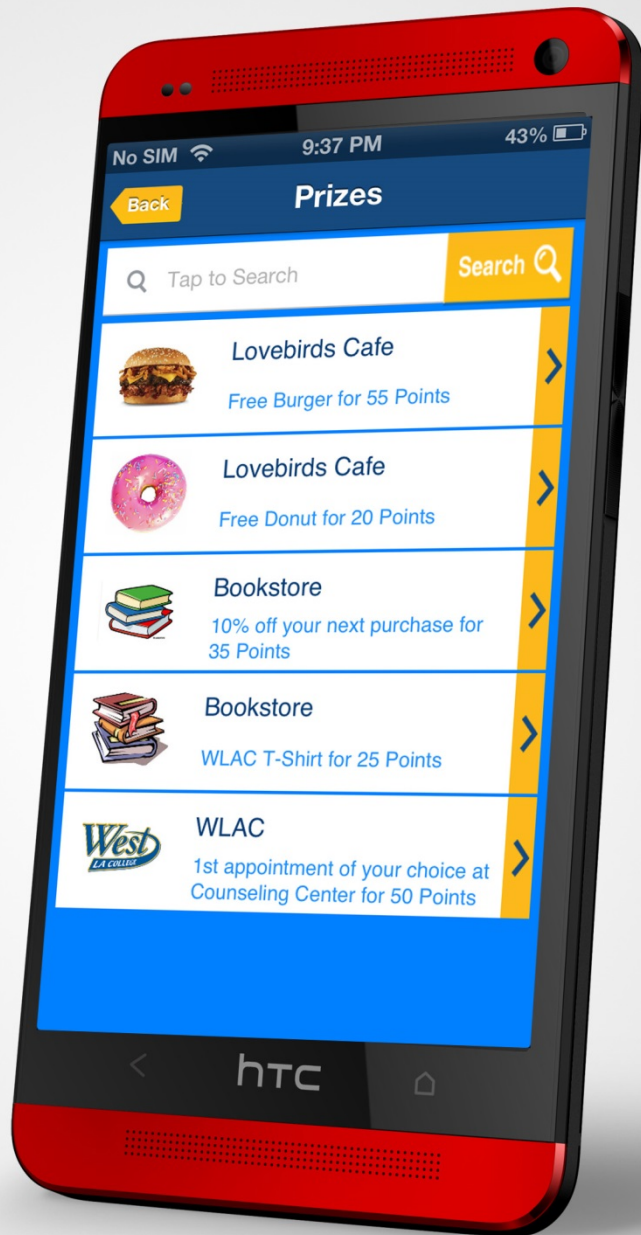 No SIM 9:37 PM 43%
Back Prizes
Tap to Search Search
Lovebirds Cafe
Free Burger for 55 Points
Lovebirds Cafe
Free Donut for 20 Points
Bookstore
10% off your next purchase for
35 Points
Bookstore
WLAC T-Shirt for 25 Points
West
LA COLLEGE
WLAC
1st appointment of your choice at
Counseling Center for 50 Points
hTC